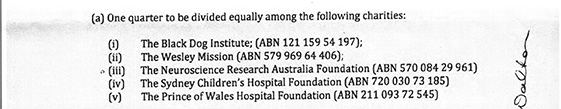 (a) One quarter to be divided equally among the following charities:
(i) The Black Dog Institute; (ABN 121 159 54 197);
(ii) The Wesley Mission (ABN 579 969 64 406);
(iii) The Neuroscience Research Australia Foundation (ABN 570 084 29 961)
(iv) The Sydney Children's Hospital Foundation (ABN 720 030 73 185)
(v) The Prince of Wales Hospital Foundation (ABN 211 093 72 545)
Dalton